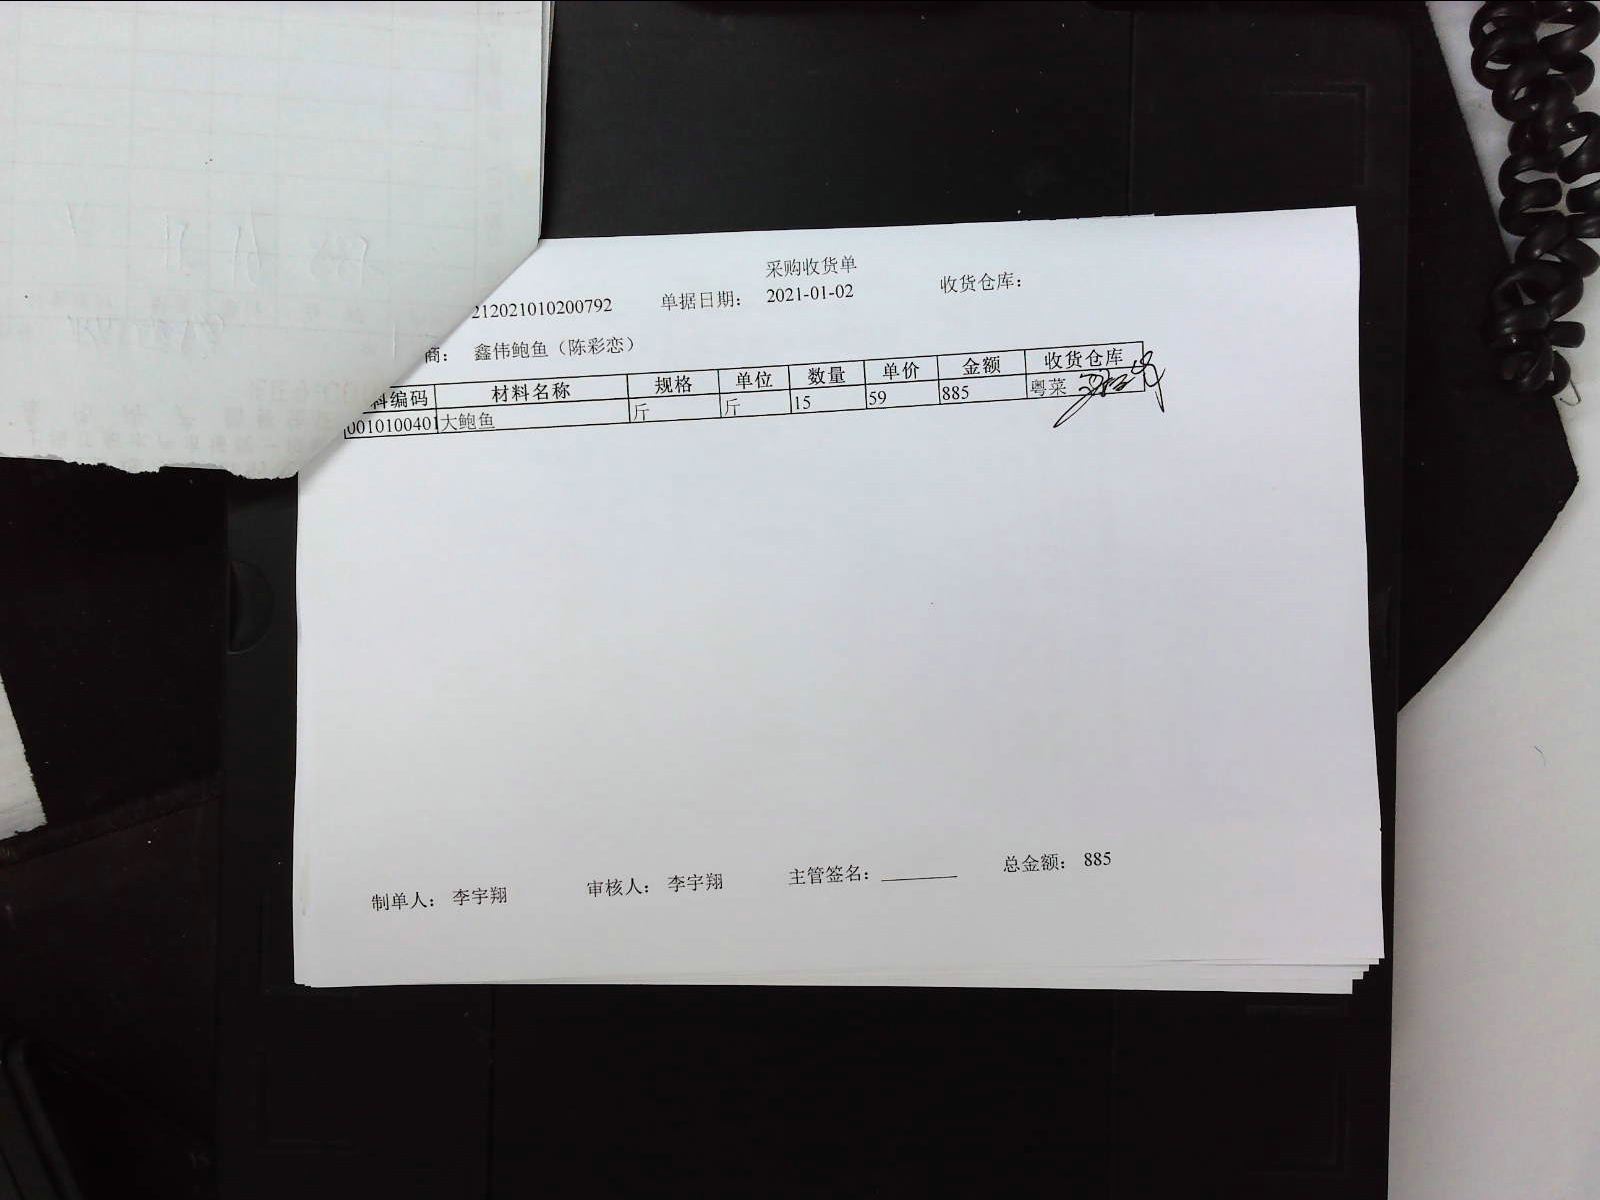 采购收货单
212021010200792 单据日期： 2021-01-02 收货仓库：
商： 鑫伟鲍鱼（陈彩恋）
料编码 材料名称 规格 单位 数量 单价 金额 收货仓库
0010100401 大鲍鱼 斤 斤 15 59 885 粤菜
制单人： 李宇翔 审核人： 李宇翔 主管签名： 总金额： 885